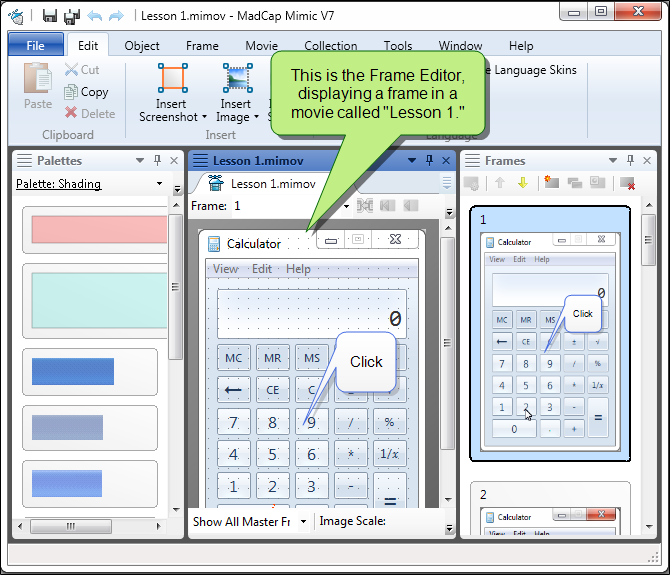 Lesson 1.mimov - MadCap Mimic V7
File Edit Object Frame Movie Collection Tools Window Help
This is the Frame Editor,
displaying a frame in a
movie called "Lesson 1."
Paste
Cut
Copy
Delete
Clipboard
Insert
Screenshot
Insert
Image
Insert
Language Skins
Palettes
Palette: Shading
Lesson 1.mimov
Lesson 1.mimov
Frame: 1
Calculator
View Edit Help
0
MC MR MS
← CE
Click
7 8 9 / %
4 5 6 * 1/x
1 2 3 - =
Show All Master Fr
Image Scale:
Frames
1
Calculator
View Edit Help
0
MC MR MS
← CE ± √
Click
7 8 9 / %
4 5 6 * 1/x
1 2 3 - =
0 . +
2
Calculator
View Edit Help